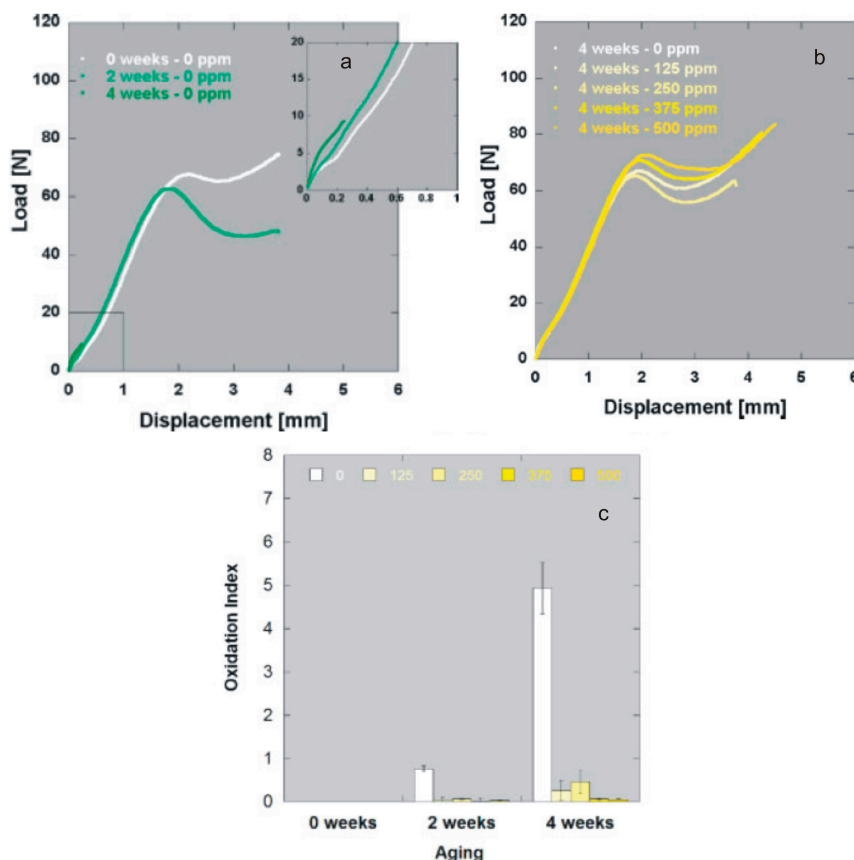 120
100
80
60
40
20
0
Load [N]
0 weeks - 0 ppm
2 weeks - 0 ppm
4 weeks - 0 ppm
a
20
15
10
5
0
0 0.2 0.4 0.6 0.8 1
0 1 2 3 4 5 6
Displacement [mm]
120
100
80
60
40
20
0
Load [N]
4 weeks - 0 ppm
4 weeks - 125 ppm
4 weeks - 250 ppm
4 weeks - 375 ppm
4 weeks - 500 ppm
b
0 1 2 3 4 5 6
Displacement [mm]
8
7
6
5
4
3
2
1
0
Oxidation Index
0 125 250 375 500
c
0 weeks 2 weeks 4 weeks
Aging